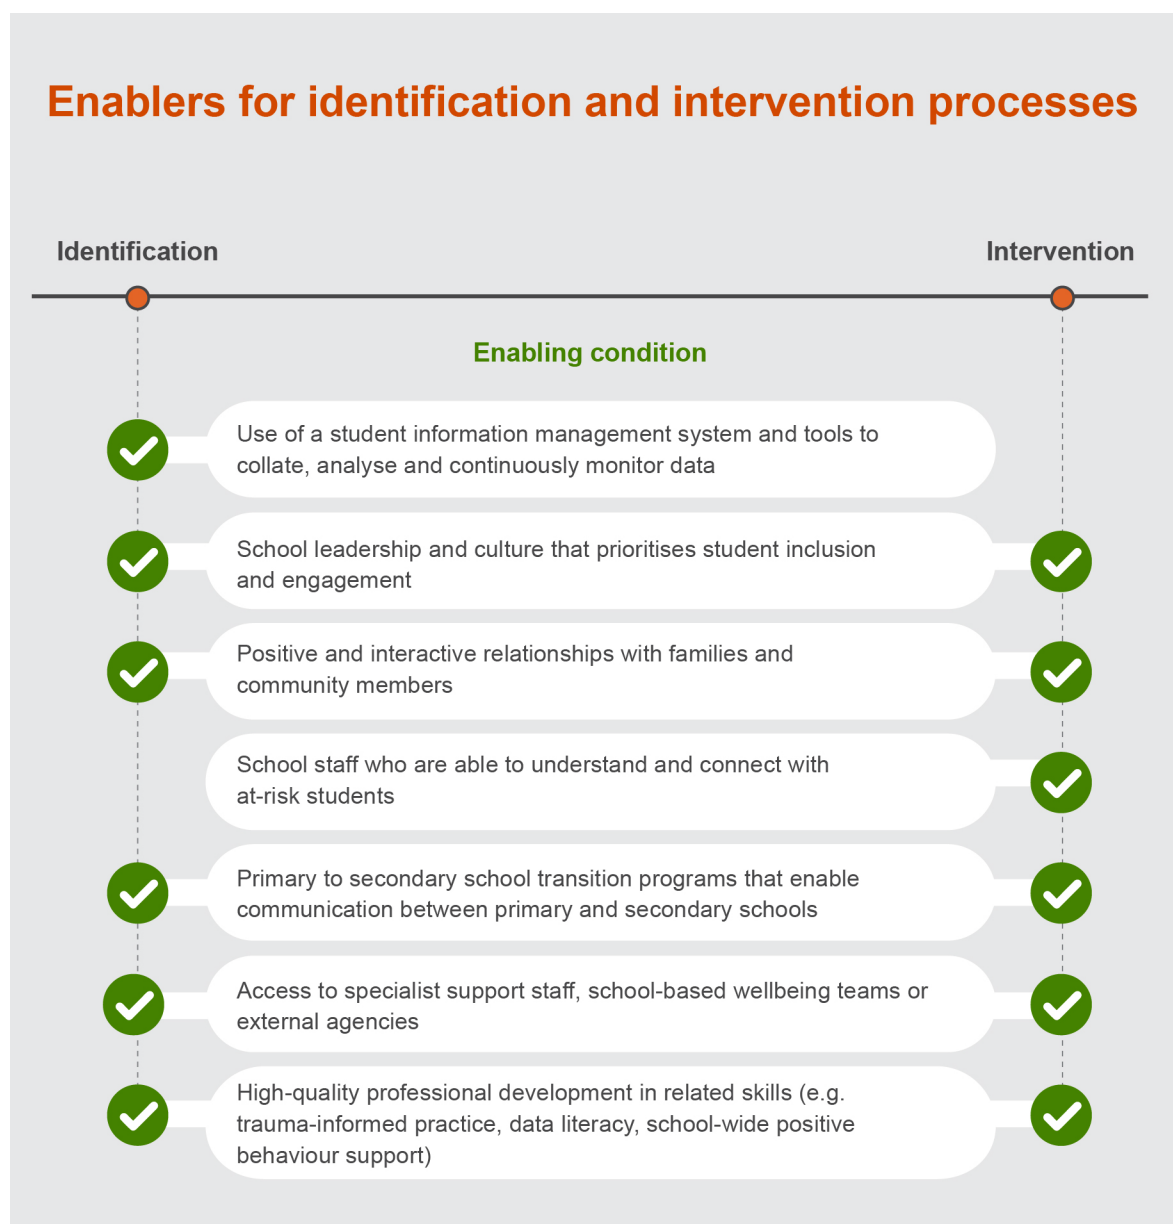 Enablers for identification and intervention processes
Identification
Intervention
Enabling condition
Use of a student information management system and tools to
collate, analyse and continuously monitor data
School leadership and culture that prioritises student inclusion
and engagement
Positive and interactive relationships with families and
community members
School staff who are able to understand and connect with
at-risk students
Primary to secondary school transition programs that enable
communication between primary and secondary schools
Access to specialist support staff, school-based wellbeing teams or
external agencies
High-quality professional development in related skills (e.g.
trauma-informed practice, data literacy, school-wide positive
behaviour support)